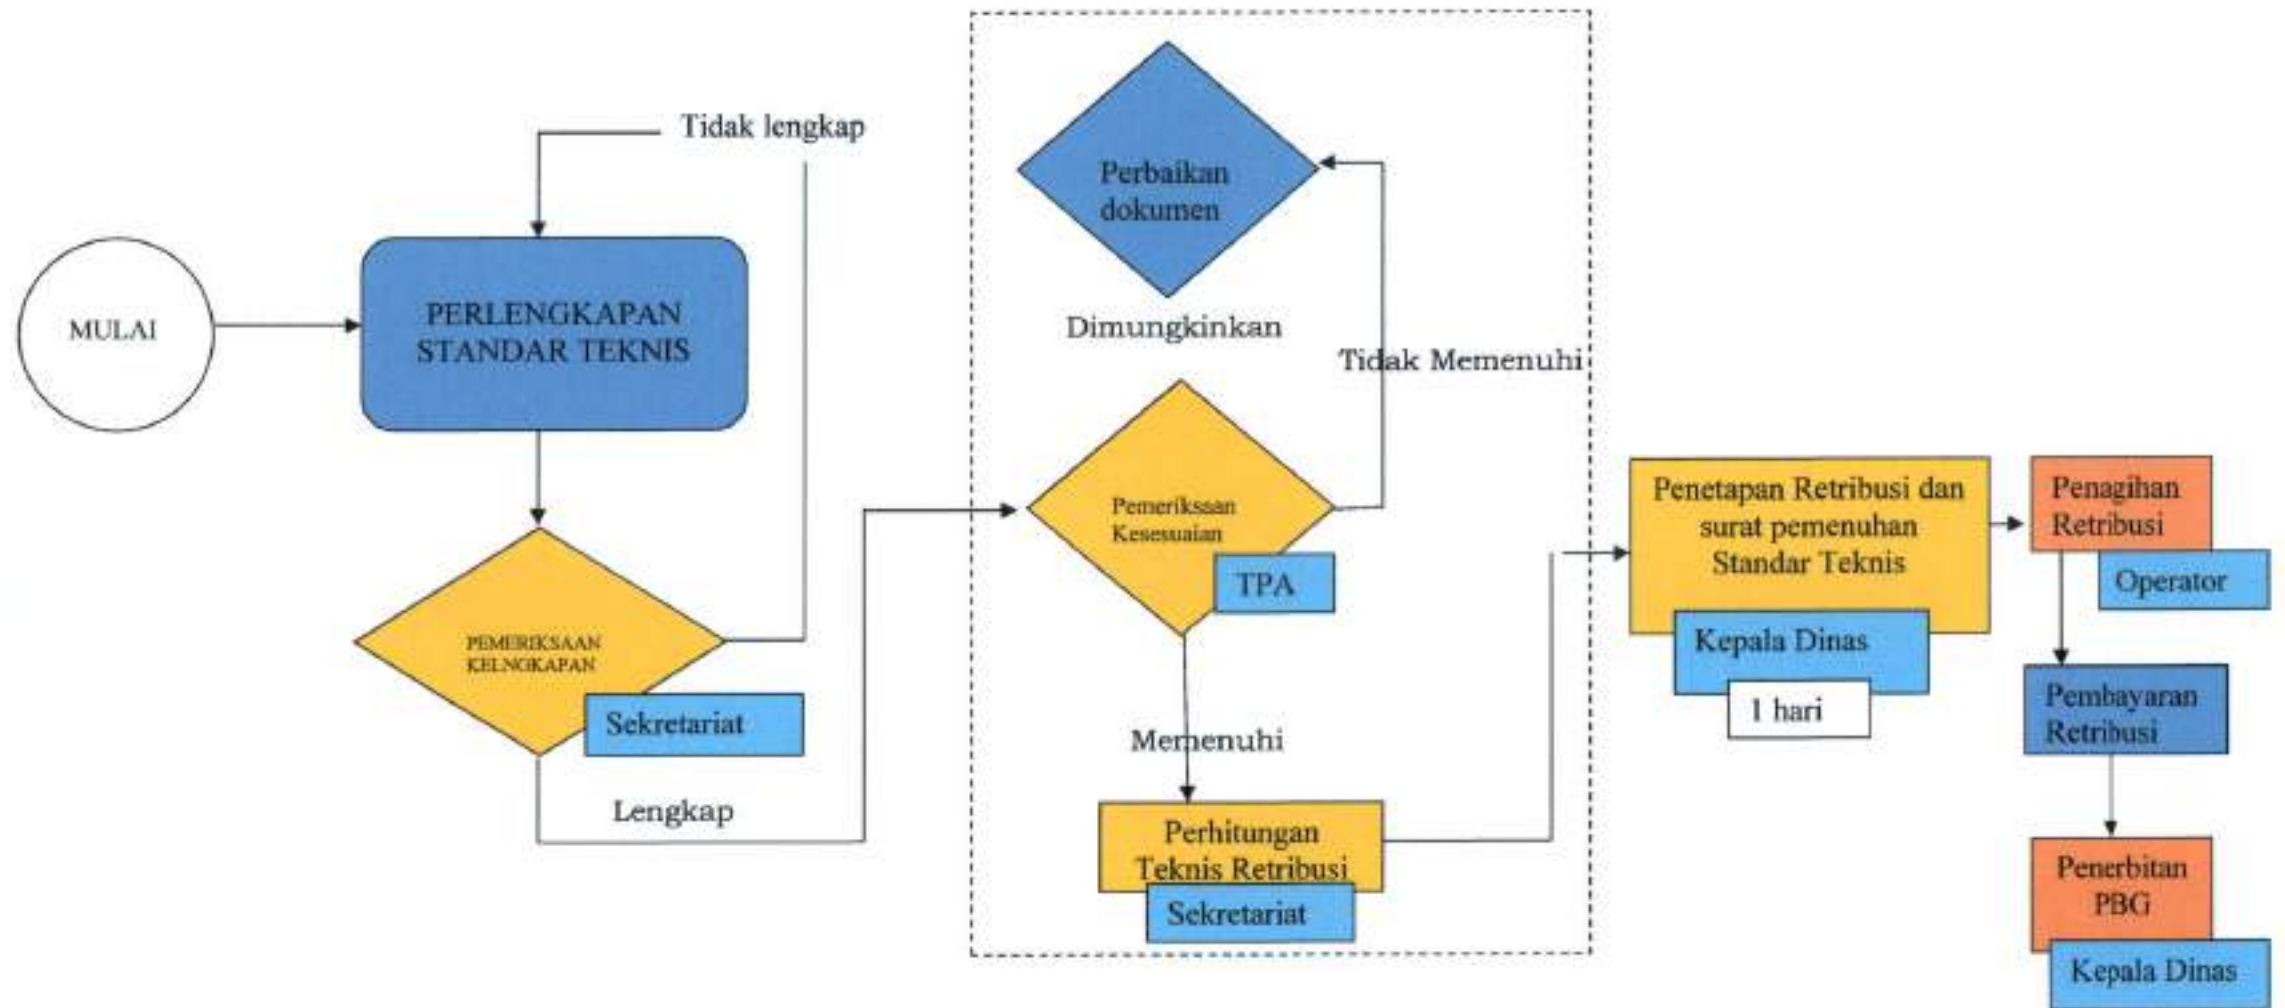 Tidak lengkap
MULAI
PERLENGKAPAN
STANDAR TEKNIS
PEMERIKSAAN
KELNGKAPAN
Sekretariat
Lengkap
Perbaikan
dokumen
Dimungkinkan
Tidak Memenuhi
Pemeriksaan
Kesesuaian
TPA
Memenuhi
Perhitungan
Teknis Retribusi
Sekretariat
Penetapan Retribusi dan
surat pemenuhan
Standar Teknis
Kepala Dinas
1 hari
Penagihan
Retribusi
Operator
Pembayaran
Retribusi
Penerbitan
PBG
Kepala Dinas